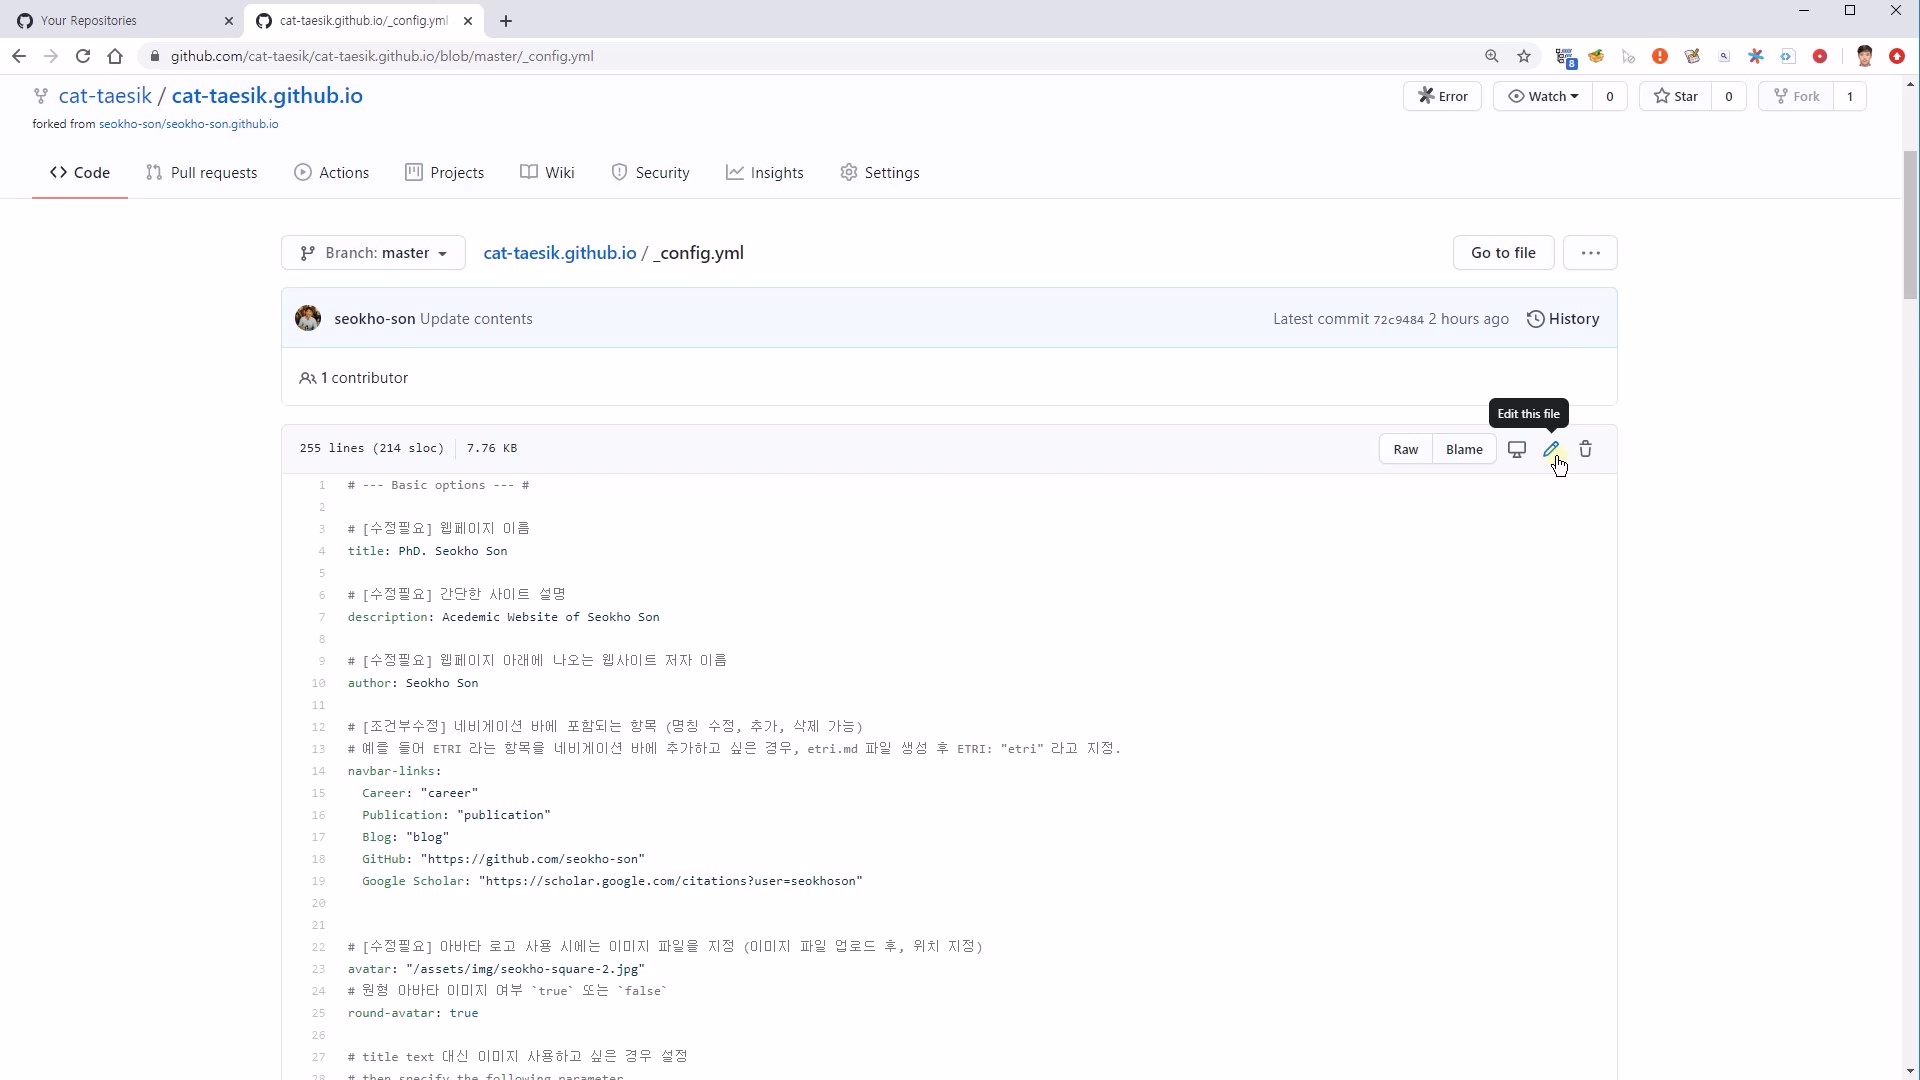 Your Repositories
cat-taesik.github.io/_config.yml
github.com/cat-taesik/cat-taesik.github.io/blob/master/_config.yml
8
cat-taesik / cat-taesik.github.io
Error
Watch 0
Star 0
Fork 1
forked from seokho-son/seokho-son.github.io
Code
Pull requests
Actions
Projects
Wiki
Security
Insights
Settings
Branch: master
cat-taesik.github.io / _config.yml
Go to file
...
seokho-son Update contents
Latest commit 72c9484 2 hours ago
History
1 contributor
Edit this file
255 lines (214 sloc) 7.76 KB
Raw
Blame
1 # --- Basic options --- #
2
3 # [수정필요] 웹페이지 이름
4 title: PhD. Seokho Son
5
6 # [수정필요] 간단한 사이트 설명
7 description: Acedemic Website of Seokho Son
8
9 # [수정필요] 웹페이지 아래에 나오는 웹사이트 저자 이름
10 author: Seokho Son
11
12 # [조건부수정] 네비게이션 바에 포함되는 항목 (명칭 수정, 추가, 삭제 가능)
13 # 예를 들어 ETRI 라는 항목을 네비게이션 바에 추가하고 싶은 경우, etri.md 파일 생성 후 ETRI: "etri" 라고 지정.
14 navbar-links:
15 Career: "career"
16 Publication: "publication"
17 Blog: "blog"
18 GitHub: "https://github.com/seokho-son"
19 Google Scholar: "https://scholar.google.com/citations?user=seokhoson"
20
21
22 # [수정필요] 아바타 로고 사용 시에는 이미지 파일을 지정 (이미지 파일 업로드 후, 위치 지정)
23 avatar: "/assets/img/seokho-square-2.jpg"
24 # 원형 아바타 이미지 여부 `true` 또는 `false`
25 round-avatar: true
26
27 # title text 대신 이미지 사용하고 싶은 경우 설정
28 # then specify the following parameter